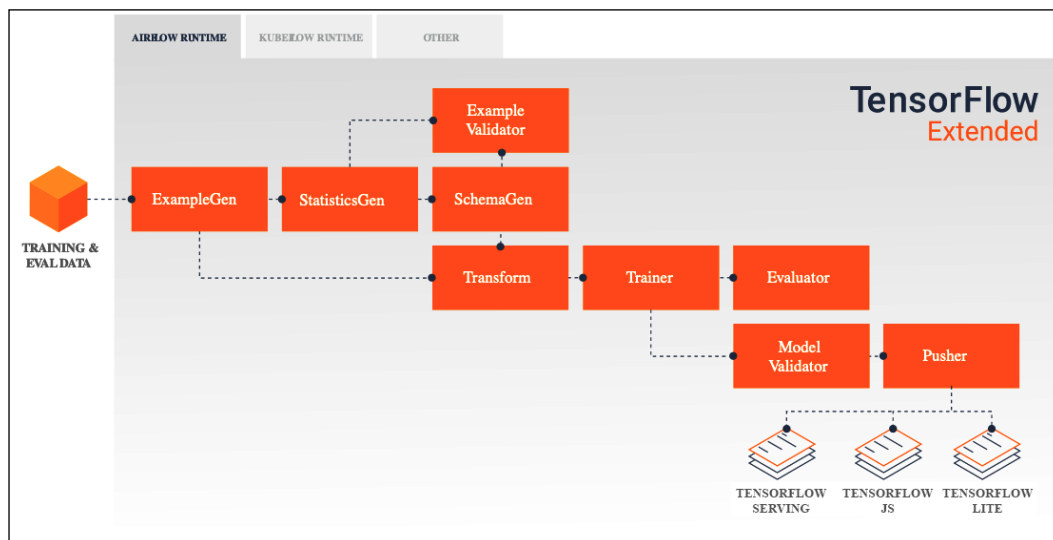 AIRFLOW RUNTIME
KUBEFLOW RUNTIME
OTHER
TensorFlow
Extended
Example
Validator
ExampleGen
StatisticsGen
SchemaGen
TRAINING &
EVAL DATA
Transform
Trainer
Evaluator
Model
Validator
Pusher
TENSORFLOW
SERVING
TENSORFLOW
JS
TENSORFLOW
LITE